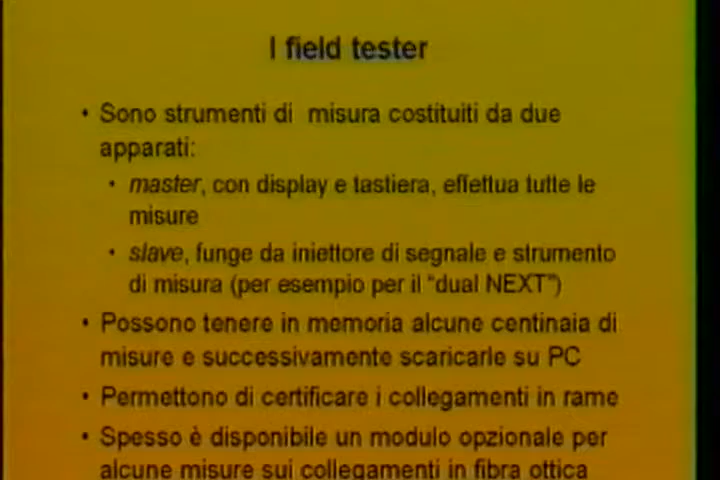 I field tester
• Sono strumenti di misura costituiti da due
apparati:
• master, con display e tastiera, effettua tutte le
misure
• slave, funge da iniettore di segnale e strumento
di misura (per esempio per il "dual NEXT")
• Possono tenere in memoria alcune centinaia di
misure e successivamente scaricarle su PC
• Permettono di certificare i collegamenti in rame
• Spesso è disponibile un modulo opzionale per
alcune misure sui collegamenti in fibra ottica